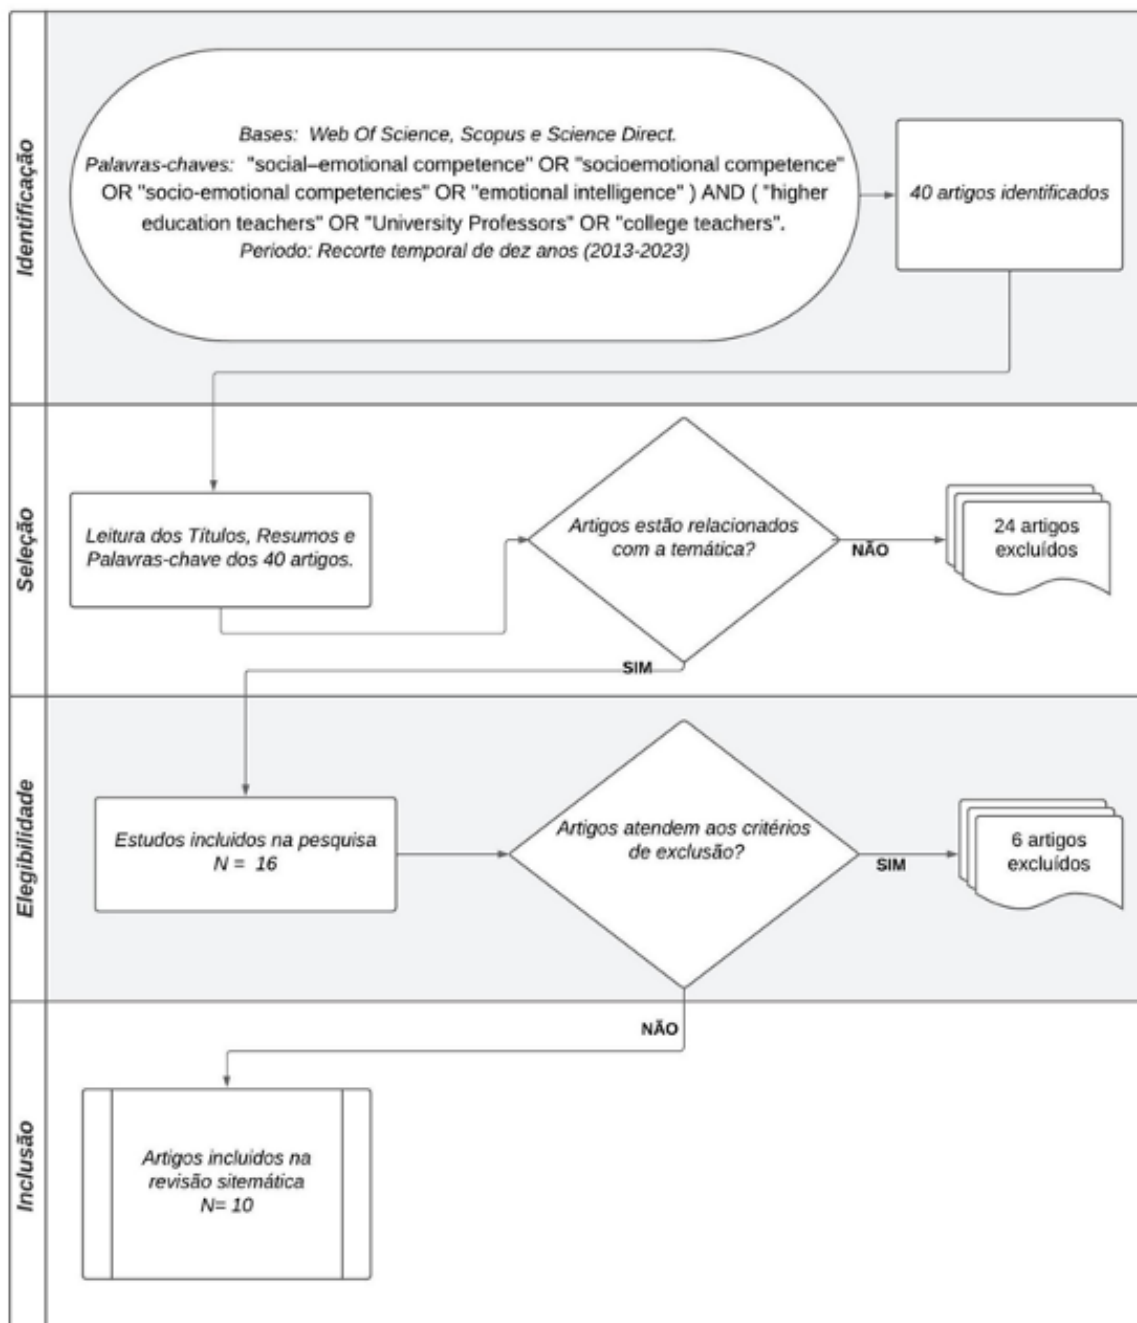 Identificação
Bases: Web Of Science, Scopus e Science Direct.
Palavras-chaves: "social–emotional competence" OR "socioemotional competence"
OR "socio-emotional competencies" OR "emotional intelligence" ) AND ( "higher
education teachers" OR "University Professors" OR "college teachers".
Periodo: Recorte temporal de dez anos (2013-2023)
40 artigos identificados
Seleção
Leitura dos Títulos, Resumos e
Palavras-chave dos 40 artigos.
Artigos estão relacionados
com a temática?
NÃO
24 artigos
excluídos
SIM
Elegibilidade
Estudos incluidos na pesquisa
N = 16
Artigos atendem aos critérios
de exclusão?
SIM
6 artigos
excluídos
NÃO
Inclusão
Artigos incluidos na
revisão sitemática
N= 10